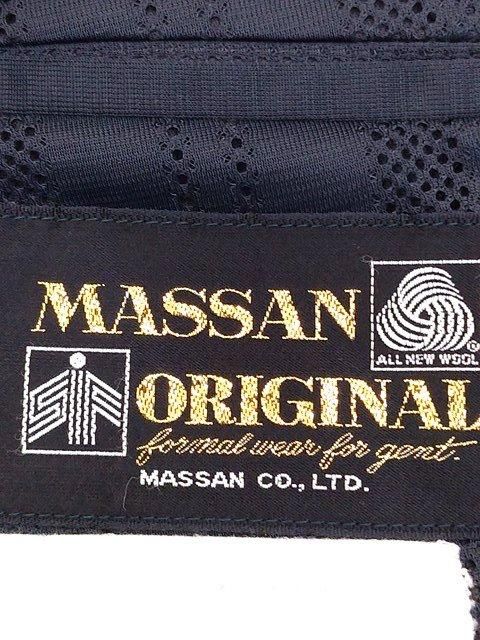 MASSAN
ALL NEW WOOL
®
ORIGINAL
formal wear for gent.
MASSAN CO., LTD.